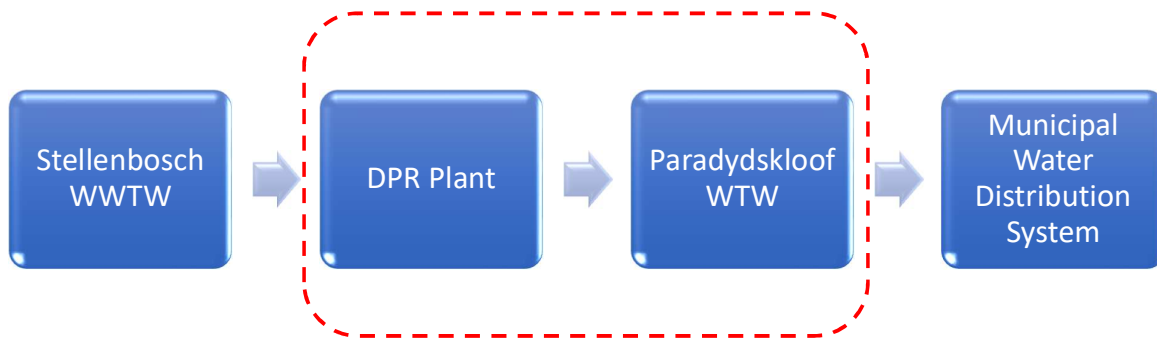 Stellenbosch
WWTW
DPR Plant
Paradydskloof
WTW
Municipal
Water
Distribution
System